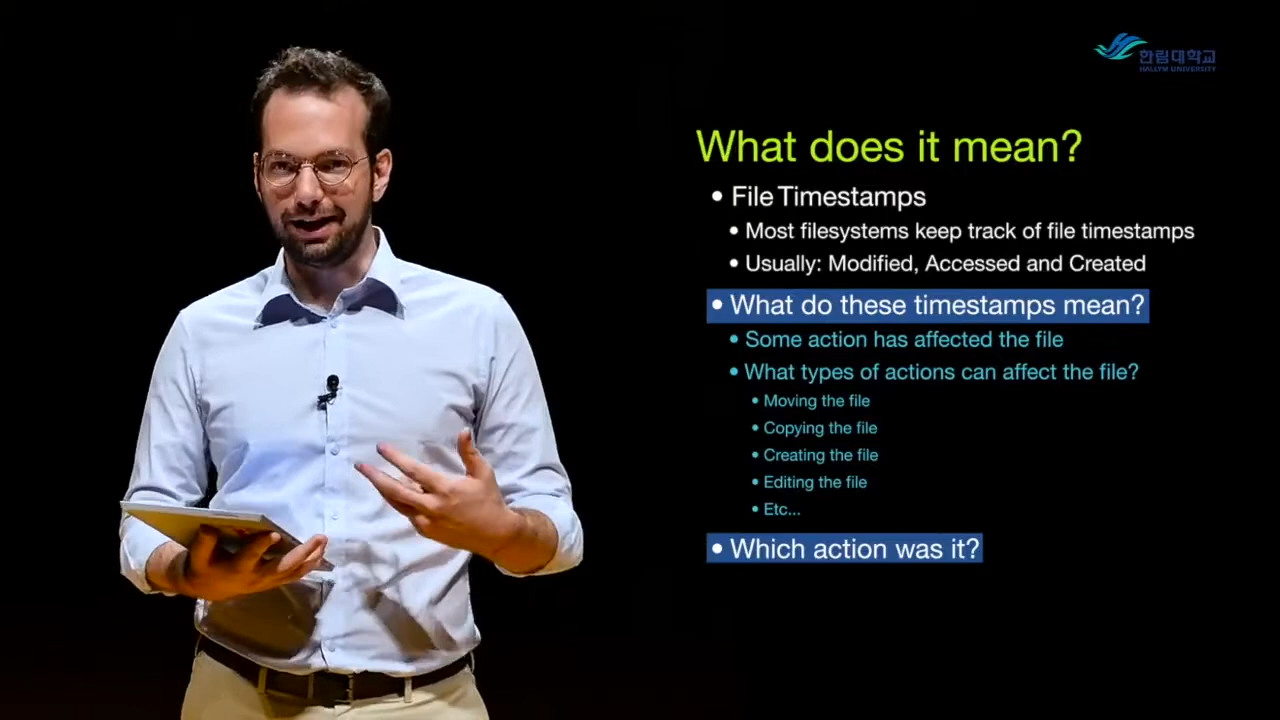 한림대학교
HALLYM UNIVERSITY
What does it mean?
• File Timestamps
• Most filesystems keep track of file timestamps
• Usually: Modified, Accessed and Created
• What do these timestamps mean?
• Some action has affected the file
• What types of actions can affect the file?
• Moving the file
• Copying the file
• Creating the file
• Editing the file
• Etc...
• Which action was it?